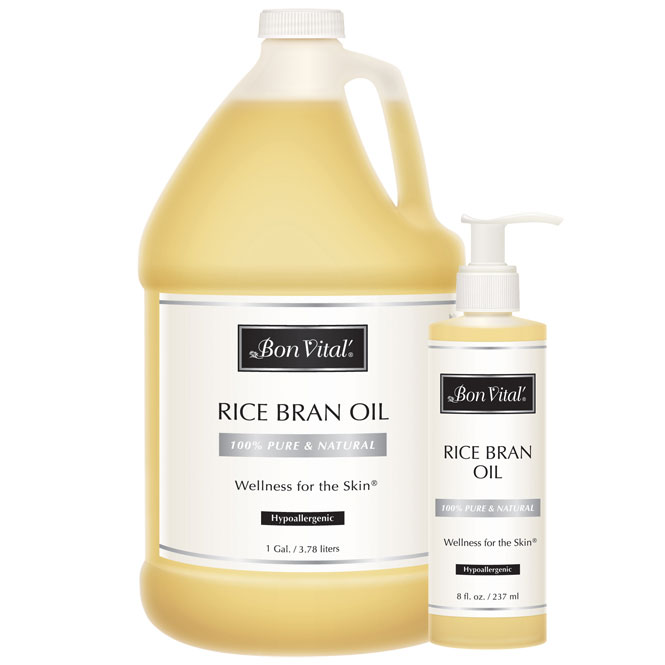 Bon Vital'®
RICE BRAN OIL
100% PURE & NATURAL
Wellness for the Skin®
Hypoallergenic
1 Gal. / 3.78 liters
Bon Vital'®
RICE BRAN
OIL
100% PURE & NATURAL
Wellness for the Skin®
Hypoallergenic
8 fl. oz. / 237 ml